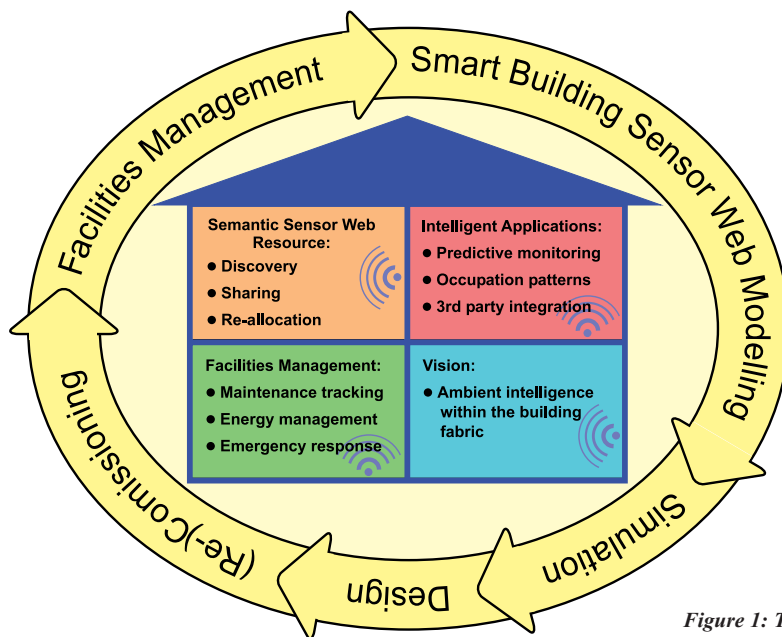 Facilities Management
Smart Building Sensor Web Modelling
Simulation
Design
(Re-)Comissioning
Semantic Sensor Web
Resource:
● Discovery
● Sharing
● Re-allocation
Intelligent Applications:
● Predictive monitoring
● Occupation patterns
● 3rd party integration
Facilities Management:
● Maintenance tracking
● Energy management
● Emergency response
Vision:
● Ambient intelligence
within the building
fabric
Figure 1: T